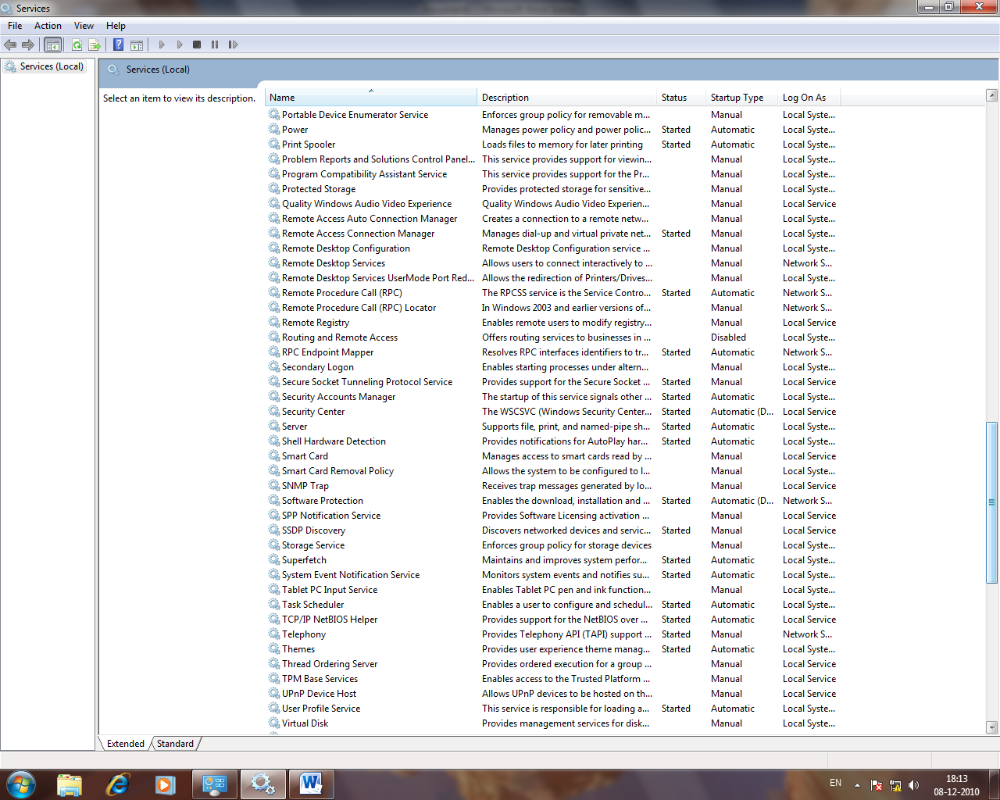 Services
File Action View Help
Services (Local)
Services (Local)
Select an item to view its description.
Name Description Status Startup Type Log On As
Portable Device Enumerator Service Enforces group policy for removable m... Manual Local Syste...
Power Manages power policy and power polic... Started Automatic Local Syste...
Print Spooler Loads files to memory for later printing Started Automatic Local Syste...
Problem Reports and Solutions Control Panel... This service provides support for viewin... Manual Local Syste...
Program Compatibility Assistant Service This service provides support for the Pr... Manual Local Syste...
Protected Storage Provides protected storage for sensitive... Manual Local Syste...
Quality Windows Audio Video Experience Quality Windows Audio Video Experien... Manual Local Service
Remote Access Auto Connection Manager Creates a connection to a remote netw... Manual Local Syste...
Remote Access Connection Manager Manages dial-up and virtual private net... Started Manual Local Syste...
Remote Desktop Configuration Remote Desktop Configuration service ... Manual Local Syste...
Remote Desktop Services Allows users to connect interactively to ... Manual Network S...
Remote Desktop Services UserMode Port Red... Allows the redirection of Printers/Drives... Manual Local Syste...
Remote Procedure Call (RPC) The RPCSS service is the Service Contro... Started Automatic Network S...
Remote Procedure Call (RPC) Locator In Windows 2003 and earlier versions of... Manual Network S...
Remote Registry Enables remote users to modify registry... Manual Local Service
Routing and Remote Access Offers routing services to businesses in ... Disabled Local Syste...
RPC Endpoint Mapper Resolves RPC interfaces identifiers to tr... Started Automatic Network S...
Secondary Logon Enables starting processes under altern... Manual Local Syste...
Secure Socket Tunneling Protocol Service Provides support for the Secure Socket ... Started Manual Local Service
Security Accounts Manager The startup of this service signals other ... Started Automatic Local Syste...
Security Center The WSCSVC (Windows Security Center... Started Automatic (D... Local Service
Server Supports file, print, and named-pipe sh... Started Automatic Local Syste...
Shell Hardware Detection Provides notifications for AutoPlay har... Started Automatic Local Syste...
Smart Card Manages access to smart cards read by ... Manual Local Service
Smart Card Removal Policy Allows the system to be configured to l... Manual Local Syste...
SNMP Trap Receives trap messages generated by lo... Manual Local Service
Software Protection Enables the download, installation and ... Started Automatic (D... Network S...
SPP Notification Service Provides Software Licensing activation ... Manual Local Service
SSDP Discovery Discovers networked devices and servic... Started Manual Local Service
Storage Service Enforces group policy for storage devices Manual Local Syste...
Superfetch Maintains and improves system perfor... Started Automatic Local Syste...
System Event Notification Service Monitors system events and notifies su... Started Automatic Local Syste...
Tablet PC Input Service Enables Tablet PC pen and ink function... Manual Local Syste...
Task Scheduler Enables a user to configure and schedul... Started Automatic Local Syste...
TCP/IP NetBIOS Helper Provides support for the NetBIOS over ... Started Automatic Local Service
Telephony Provides Telephony API (TAPI) support ... Started Manual Network S...
Themes Provides user experience theme manag... Started Automatic Local Syste...
Thread Ordering Server Provides ordered execution for a group ... Manual Local Service
TPM Base Services Enables access to the Trusted Platform ... Manual Local Service
UPnP Device Host Allows UPnP devices to be hosted on th... Manual Local Service
User Profile Service This service is responsible for loading a... Started Automatic Local Syste...
Virtual Disk Provides management services for disk... Manual Local Syste...
Extended Standard
EN 18:13
08-12-2010